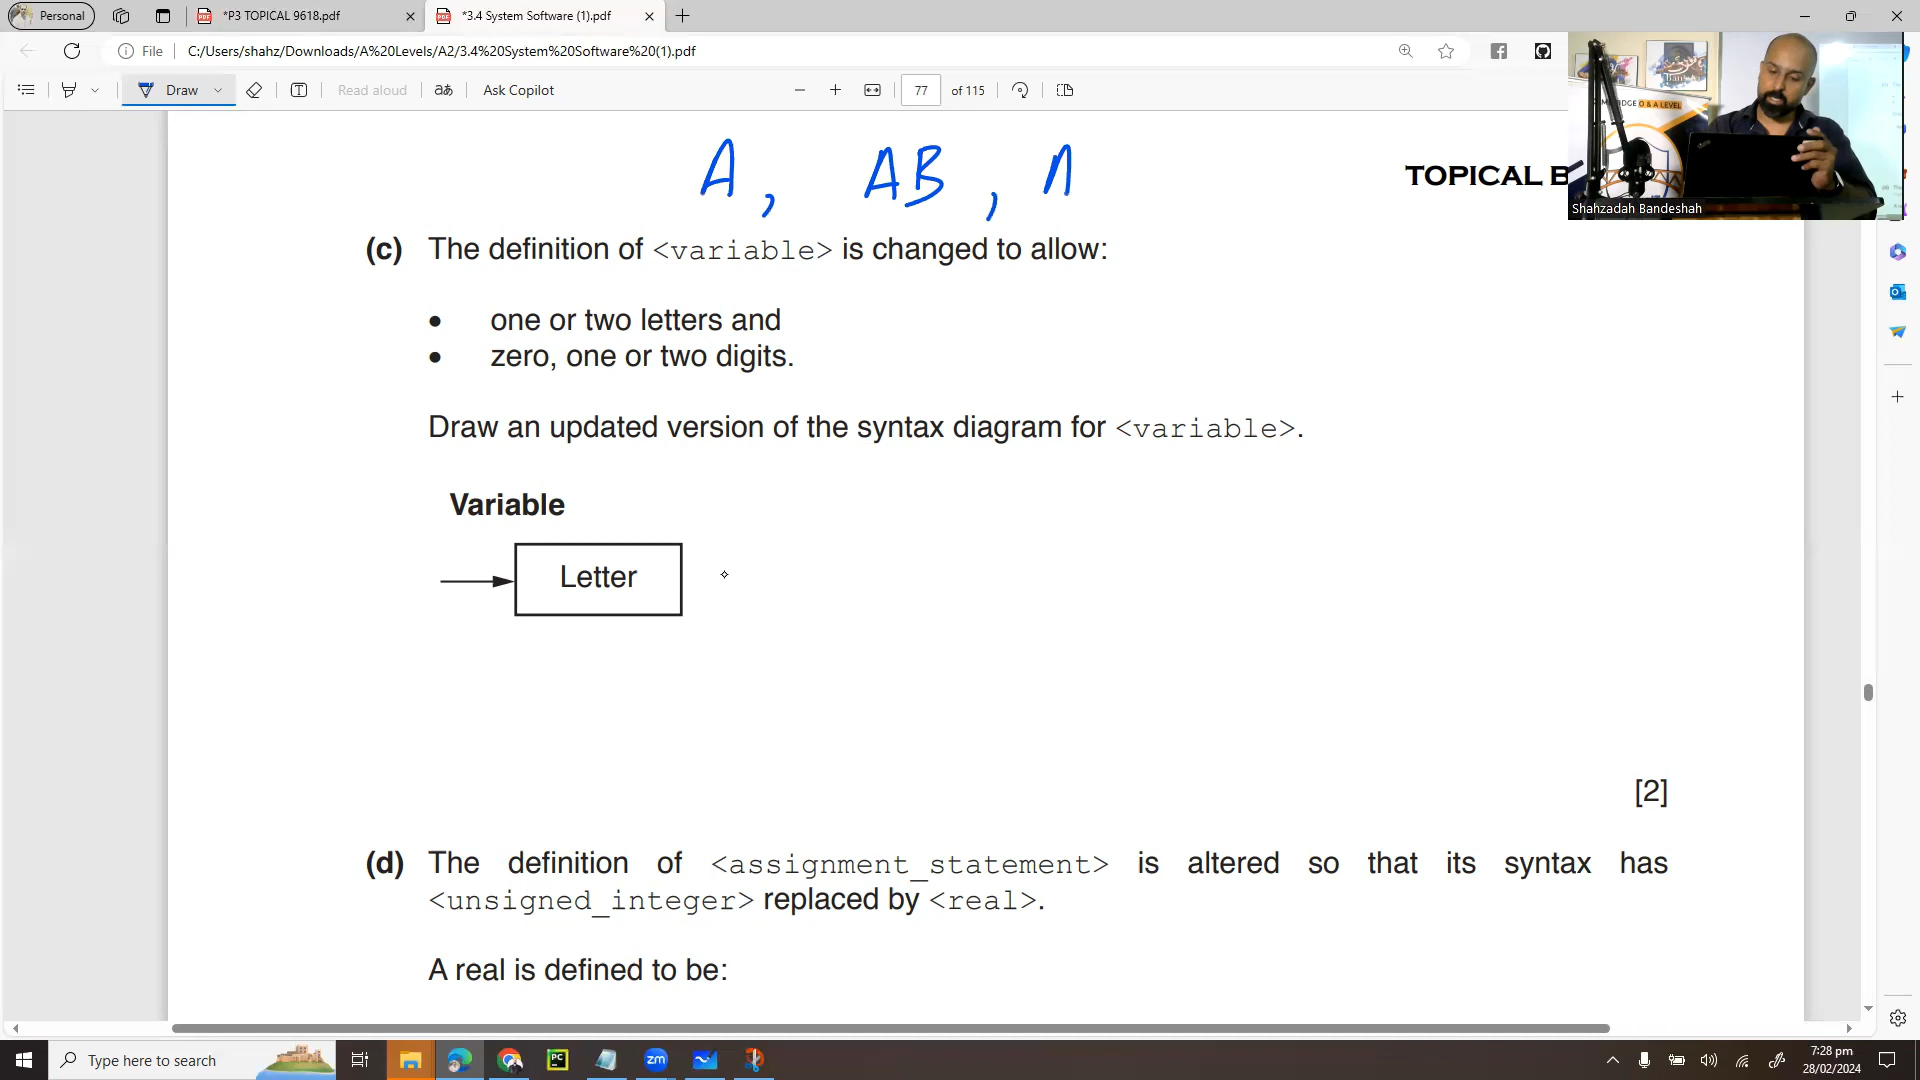 Personal
*P3 TOPICAL 9618.pdf
*3.4 System Software (1).pdf
File
C:/Users/shahz/Downloads/A%20Levels/A2/3.4%20System%20Software%20(1).pdf
Draw
Read aloud
aあ
Ask Copilot
77
of 115
A, AB, A
TOPICAL B
O & A LEVEL
Shahzadah Bandeshah
(c) The definition of <variable> is changed to allow:
• one or two letters and
• zero, one or two digits.
Draw an updated version of the syntax diagram for <variable>.
Variable
Letter
[2]
(d) The definition of <assignment_statement> is altered so that its syntax has
<unsigned_integer> replaced by <real>.
A real is defined to be:
Type here to search
PC
zm
7:28 pm
28/02/2024